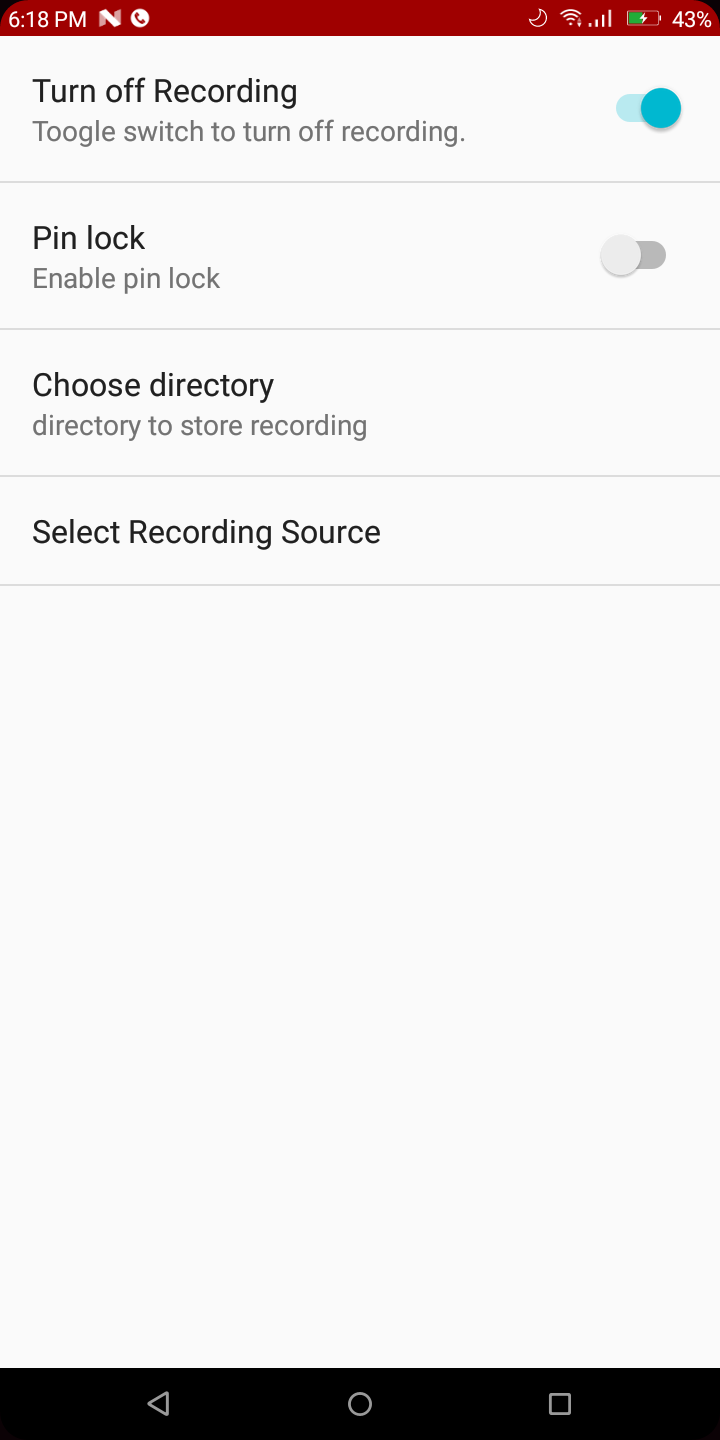 6:18 PM 43%
Turn off Recording
Toogle switch to turn off recording.
Pin lock
Enable pin lock
Choose directory
directory to store recording
Select Recording Source